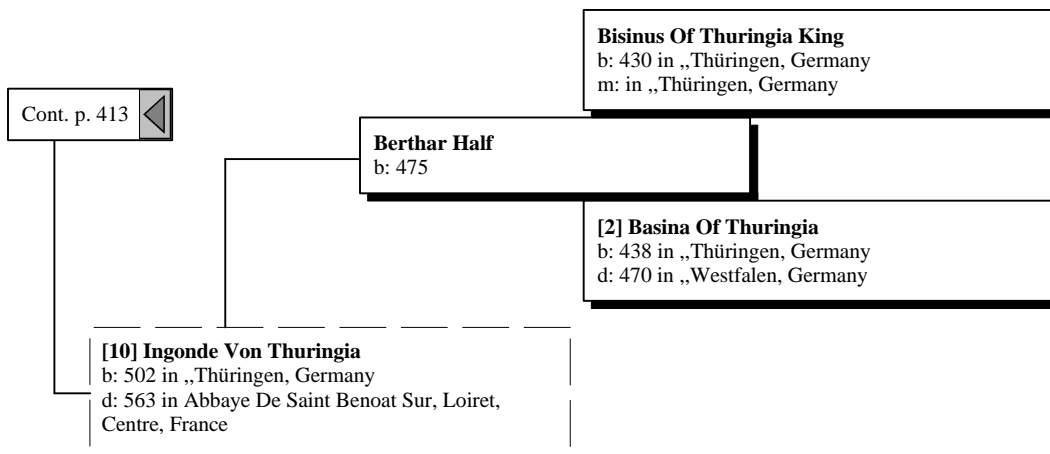 Bisinus Of Thuringia King
b: 430 in ,,Thüringen, Germany
m: in ,,Thüringen, Germany
Cont. p. 413
Berthar Half
b: 475
[2] Basina Of Thuringia
b: 438 in ,,Thüringen, Germany
d: 470 in ,,Westfalen, Germany
[10] Ingonde Von Thuringia
b: 502 in ,,Thüringen, Germany
d: 563 in Abbaye De Saint Benoat Sur, Loiret,
Centre, France